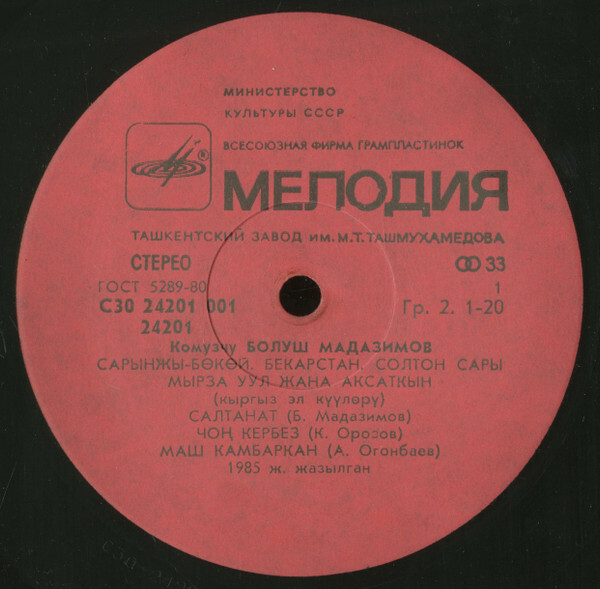 МИНИСТЕРСТВО
КУЛЬТУРЫ СССР
ВСЕСОЮЗНАЯ ФИРМА ГРАМПЛАСТИНОК
®
МЕЛОДИЯ
ТАШКЕНТСКИЙ ЗАВОД ИМ. М.Т. ТАШМУХАМЕДОВА
СТЕРЕО 33
ГОСТ 5289-80 1
С30 24201 001 Гр. 2. 1-20
24201
Комузчу БОЛУШ МАДАЗИМОВ
САРЫНЖЫ-БӨКӨЙ. БЕКАРСТАН. СОЛТОН САРЫ
МЫРЗА УУЛ ЖАНА АКСАТКЫН
(кыргыз эл күүлөрү)
САЛТАНАТ (Б. Мадазимов)
ЧОҢ КЕРБЕЗ (К. Орозов)
МАШ КАМБАРКАН (А. Огонбаев)
1985 ж. жазылган